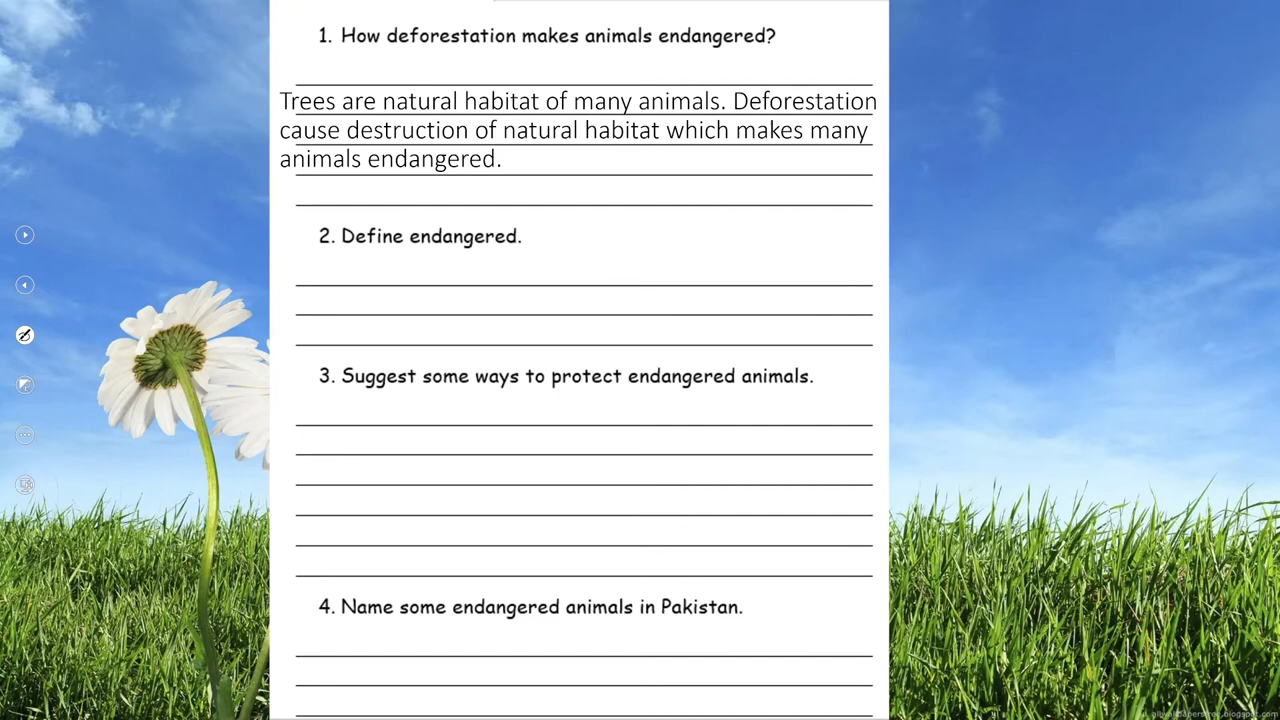 1. How deforestation makes animals endangered?
Trees are natural habitat of many animals. Deforestation
cause destruction of natural habitat which makes many
animals endangered.
2. Define endangered.
3. Suggest some ways to protect endangered animals.
4. Name some endangered animals in Pakistan.